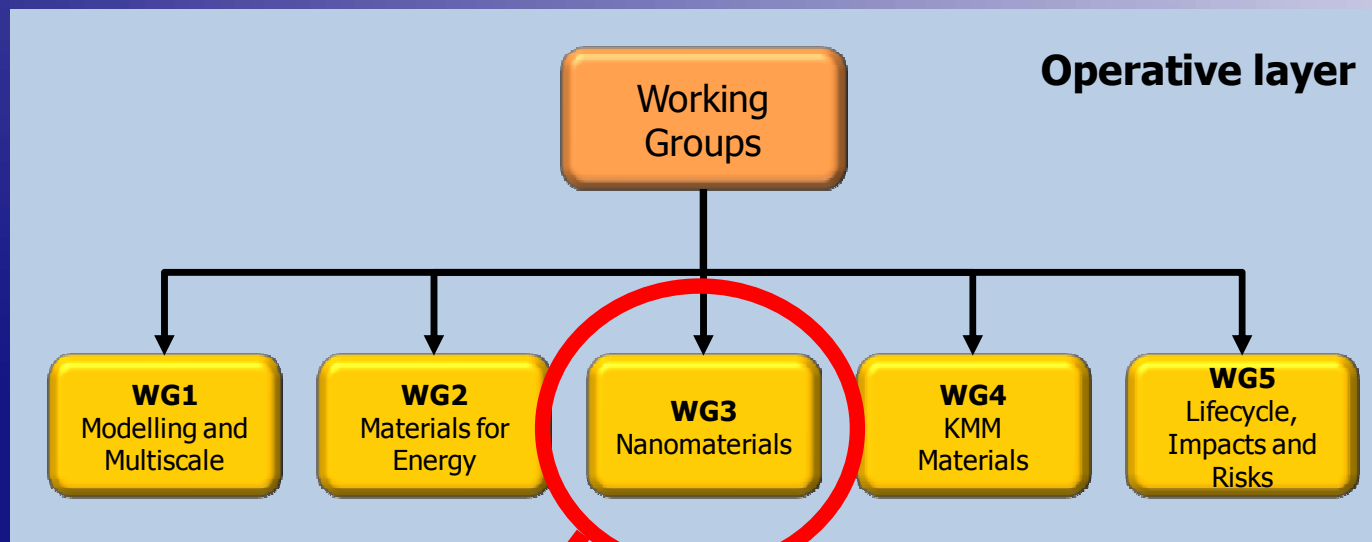 Operative layer
Working
Groups
WG1
Modelling and
Multiscale
WG2
Materials for
Energy
WG3
Nanomaterials
WG4
KMM
Materials
WG5
Lifecycle,
Impacts and
Risks